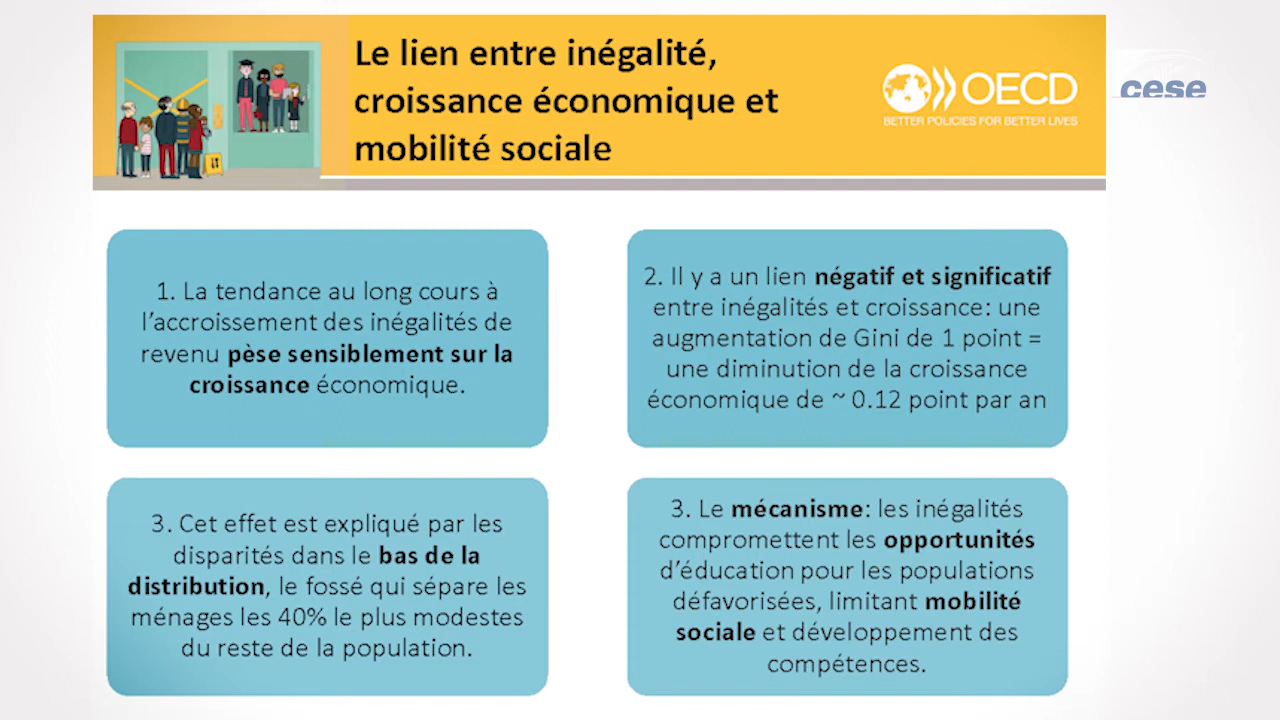 Le lien entre inégalité,
croissance économique et
mobilité sociale
OECD
BETTER POLICIES FOR BETTER LIVES
cese
1. La tendance au long cours à
l’accroissement des inégalités de
revenu pèse sensiblement sur la
croissance économique.
2. Il y a un lien négatif et significatif
entre inégalités et croissance: une
augmentation de Gini de 1 point =
une diminution de la croissance
économique de ~ 0.12 point par an
3. Cet effet est expliqué par les
disparités dans le bas de la
distribution, le fossé qui sépare les
ménages les 40% le plus modestes
du reste de la population.
3. Le mécanisme: les inégalités
compromettent les opportunités
d’éducation pour les populations
défavorisées, limitant mobilité
sociale et développement des
compétences.